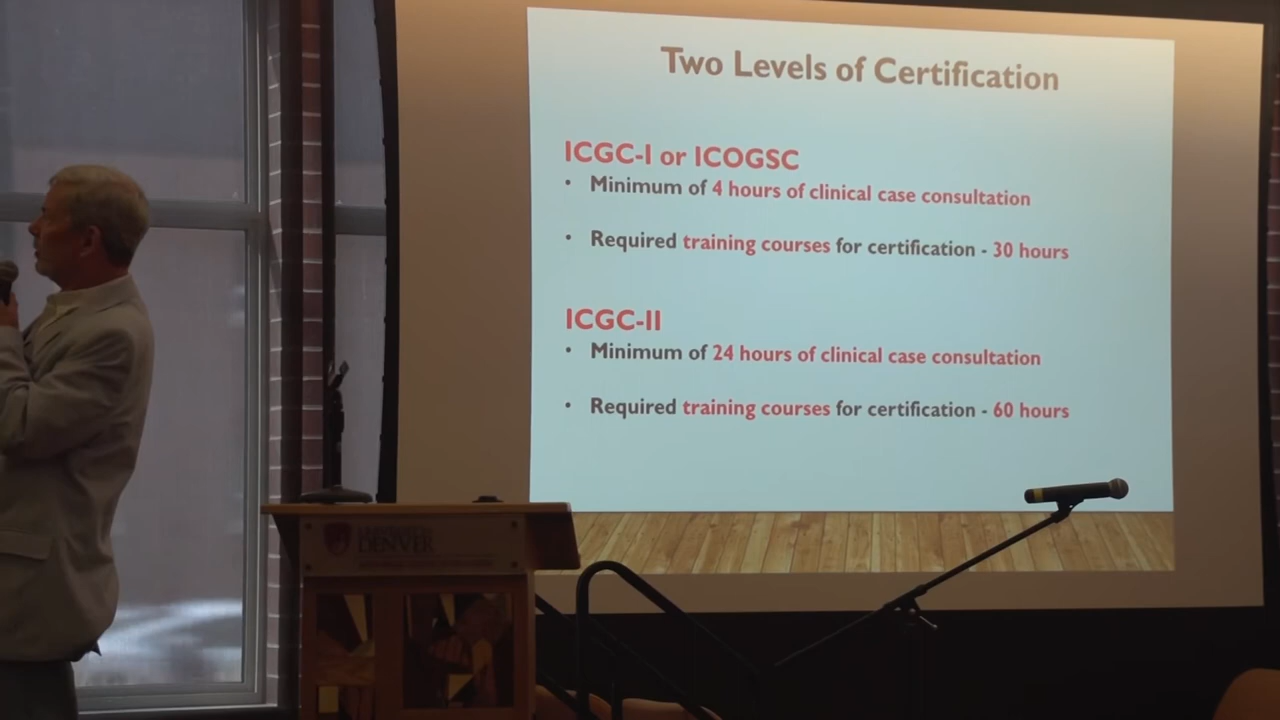 Two Levels of Certification
ICGC-I or ICOGSC
• Minimum of 4 hours of clinical case consultation
• Required training courses for certification - 30 hours
ICGC-II
• Minimum of 24 hours of clinical case consultation
• Required training courses for certification - 60 hours
DENVER